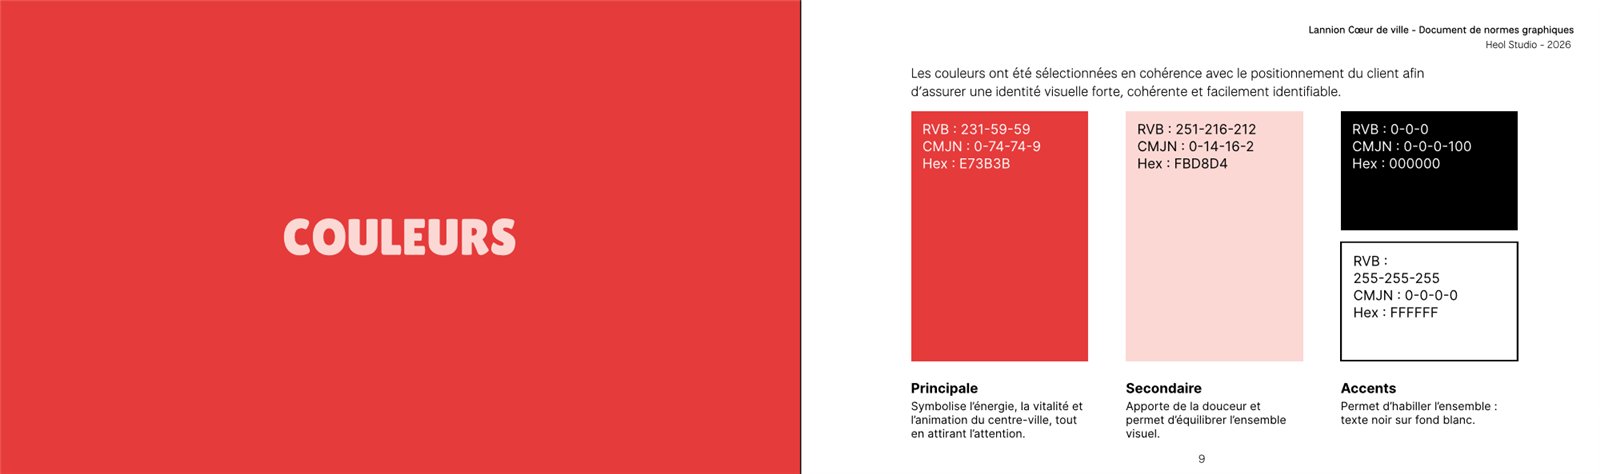 COULEURS
Lannion Cœur de ville - Document de normes graphiques
Heol Studio - 2026
Les couleurs ont été sélectionnées en cohérence avec le positionnement du client afin
d’assurer une identité visuelle forte, cohérente et facilement identifiable.
RVB : 231-59-59
CMJN : 0-74-74-9
Hex : E73B3B
Principale
Symbolise l’énergie, la vitalité et
l’animation du centre-ville, tout
en attirant l’attention.
RVB : 251-216-212
CMJN : 0-14-16-2
Hex : FBD8D4
Secondaire
Apporte de la douceur et
permet d’équilibrer l’ensemble
visuel.
RVB : 0-0-0
CMJN : 0-0-0-100
Hex : 000000
RVB :
255-255-255
CMJN : 0-0-0-0
Hex : FFFFFF
Accents
Permet d’habiller l’ensemble :
texte noir sur fond blanc.
9